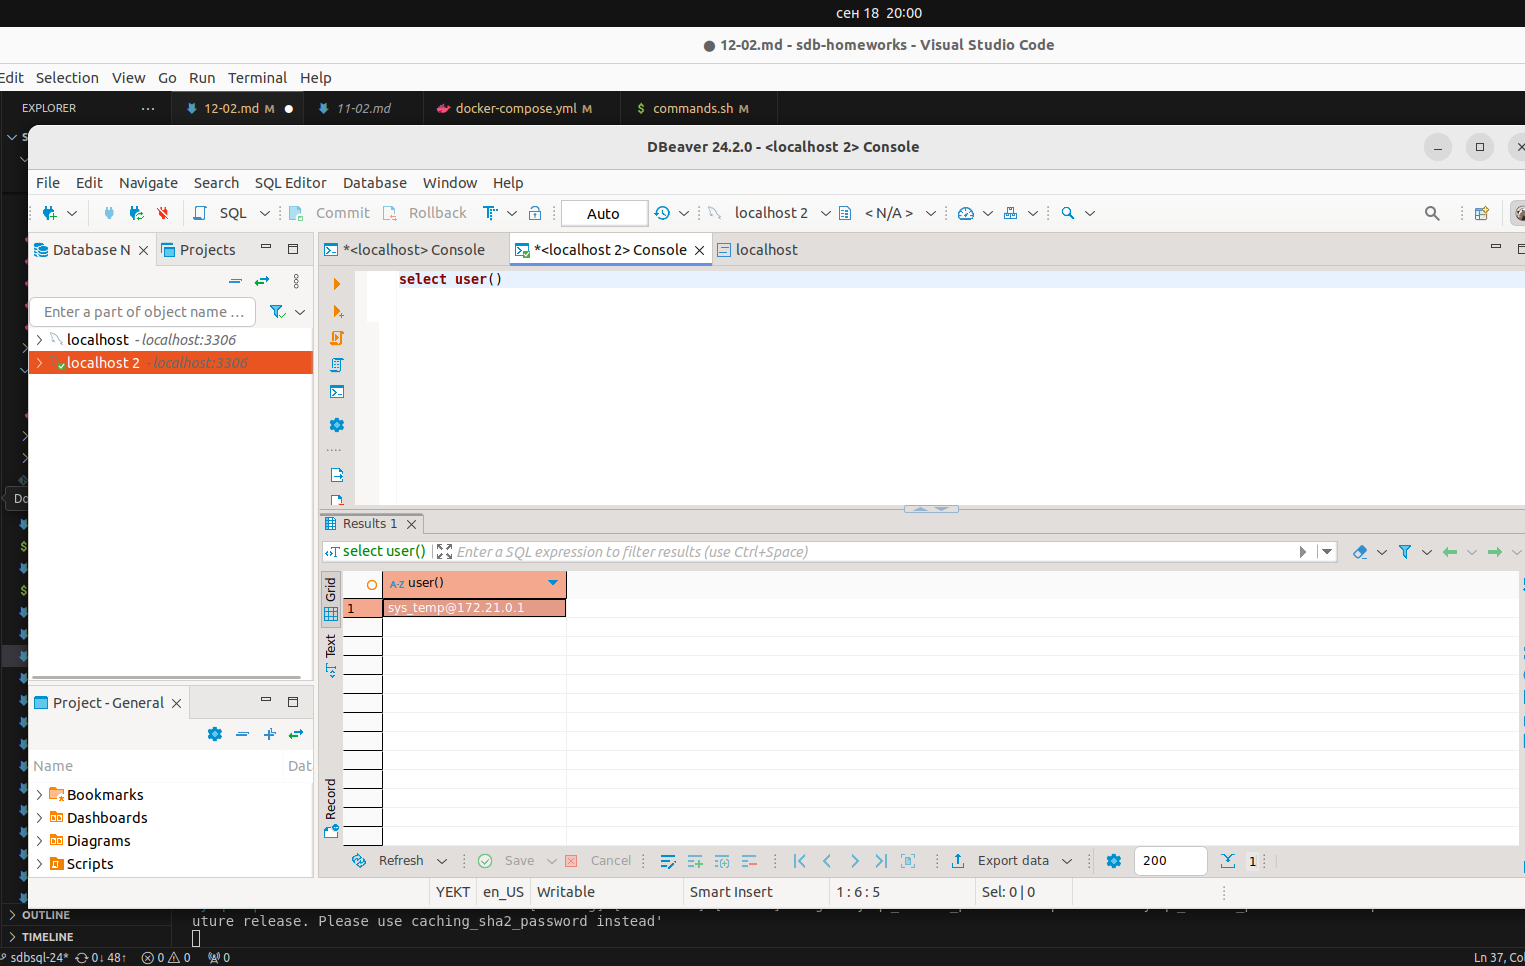 сен 18 20:00
12-02.md - sdb-homeworks - Visual Studio Code
Edit Selection View Go Run Terminal Help
EXPLORER ... 12-02.md M 11-02.md docker-compose.yml M $ commands.sh M
DBeaver 24.2.0 - <localhost 2> Console
File Edit Navigate Search SQL Editor Database Window Help
SQL Commit Rollback Auto localhost 2 < N/A >
Database N Projects *<localhost> Console *<localhost 2> Console localhost
select user()
Enter a part of object name ...
localhost - localhost:3306
localhost 2 - localhost:3306
Results 1
select user() Enter a SQL expression to filter results (use Ctrl+Space)
Grid
Text
Record
A-Z user()
1 sys_temp@172.21.0.1
Project - General
Name Dat
Bookmarks
Dashboards
Diagrams
Scripts
Refresh Save Cancel Export data 200 1
YEKT en_US Writable Smart Insert 1 : 6 : 5 Sel: 0 | 0
OUTLINE
uture release. Please use caching_sha2_password instead'
TIMELINE
sdbsql-24* 0↓ 48↑ 0 0 0 Ln 37, Co